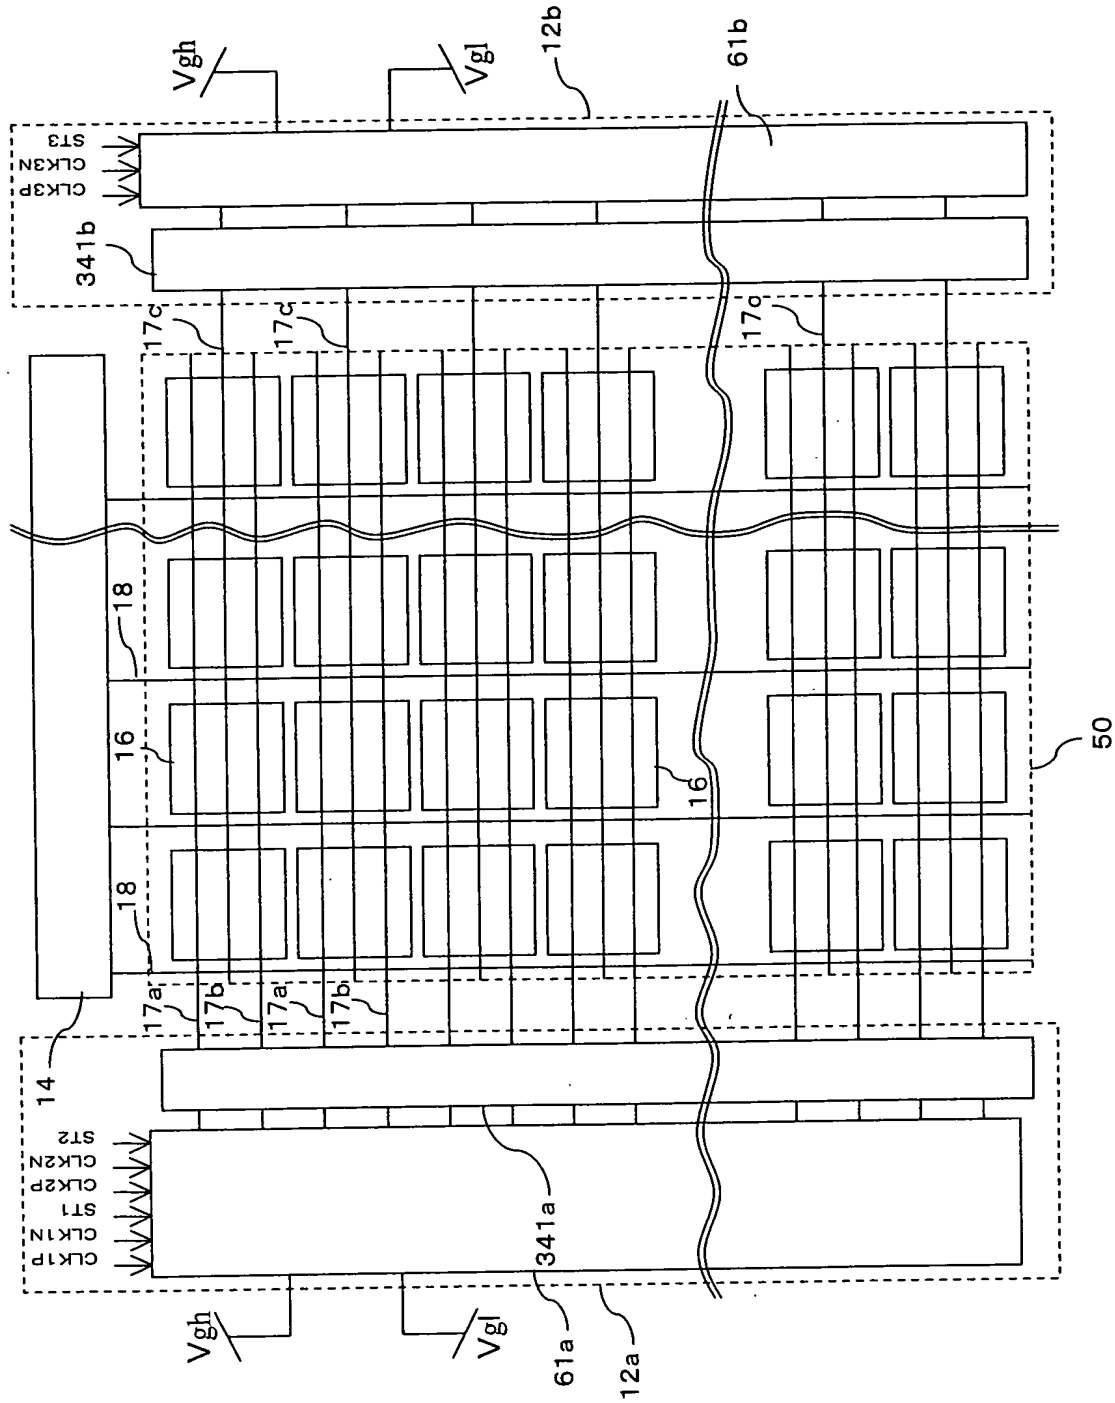 Vgh
Vgl
12b
61b
ST3
CLK3N
CLK3P
341b
17c
17c
17c
18
16
16
18
50
14
17a
17b
17a
17b
ST2
CLK2N
CLK2P
ST1
CLK1N
CLK1P
341a
Vgh
Vgl
61a
12a